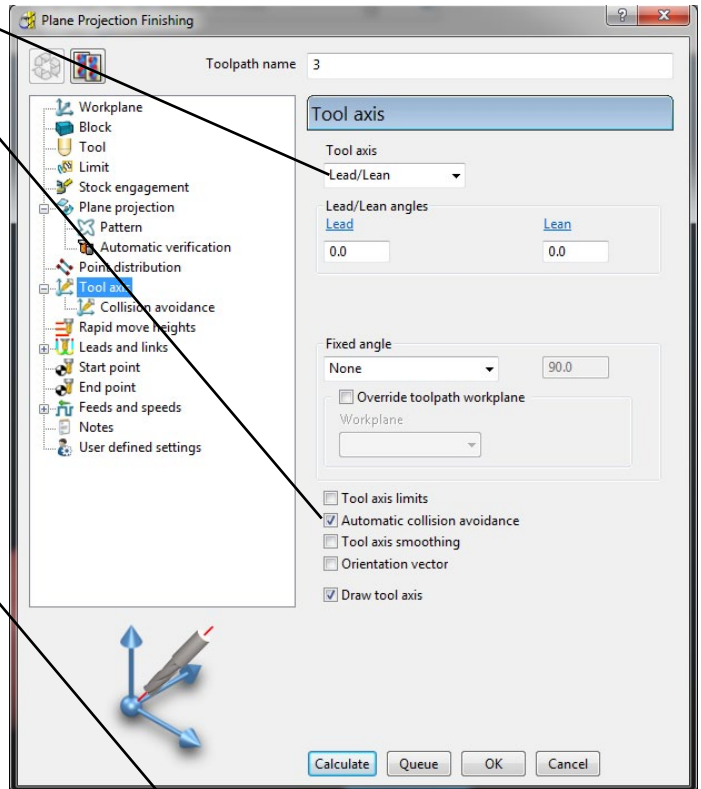 Plane Projection Finishing
Toolpath name 3
Workplane
Block
Tool
Limit
Stock engagement
Plane projection
Pattern
Automatic verification
Point distribution
Tool axis
Collision avoidance
Rapid move heights
Leads and links
Start point
End point
Feeds and speeds
Notes
User defined settings
Tool axis
Tool axis
Lead/Lean
Lead/Lean angles
Lead Lean
0.0 0.0
Fixed angle
None 90.0
Override toolpath workplane
Workplane
Tool axis limits
Automatic collision avoidance
Tool axis smoothing
Orientation vector
Draw tool axis
Calculate Queue OK Cancel